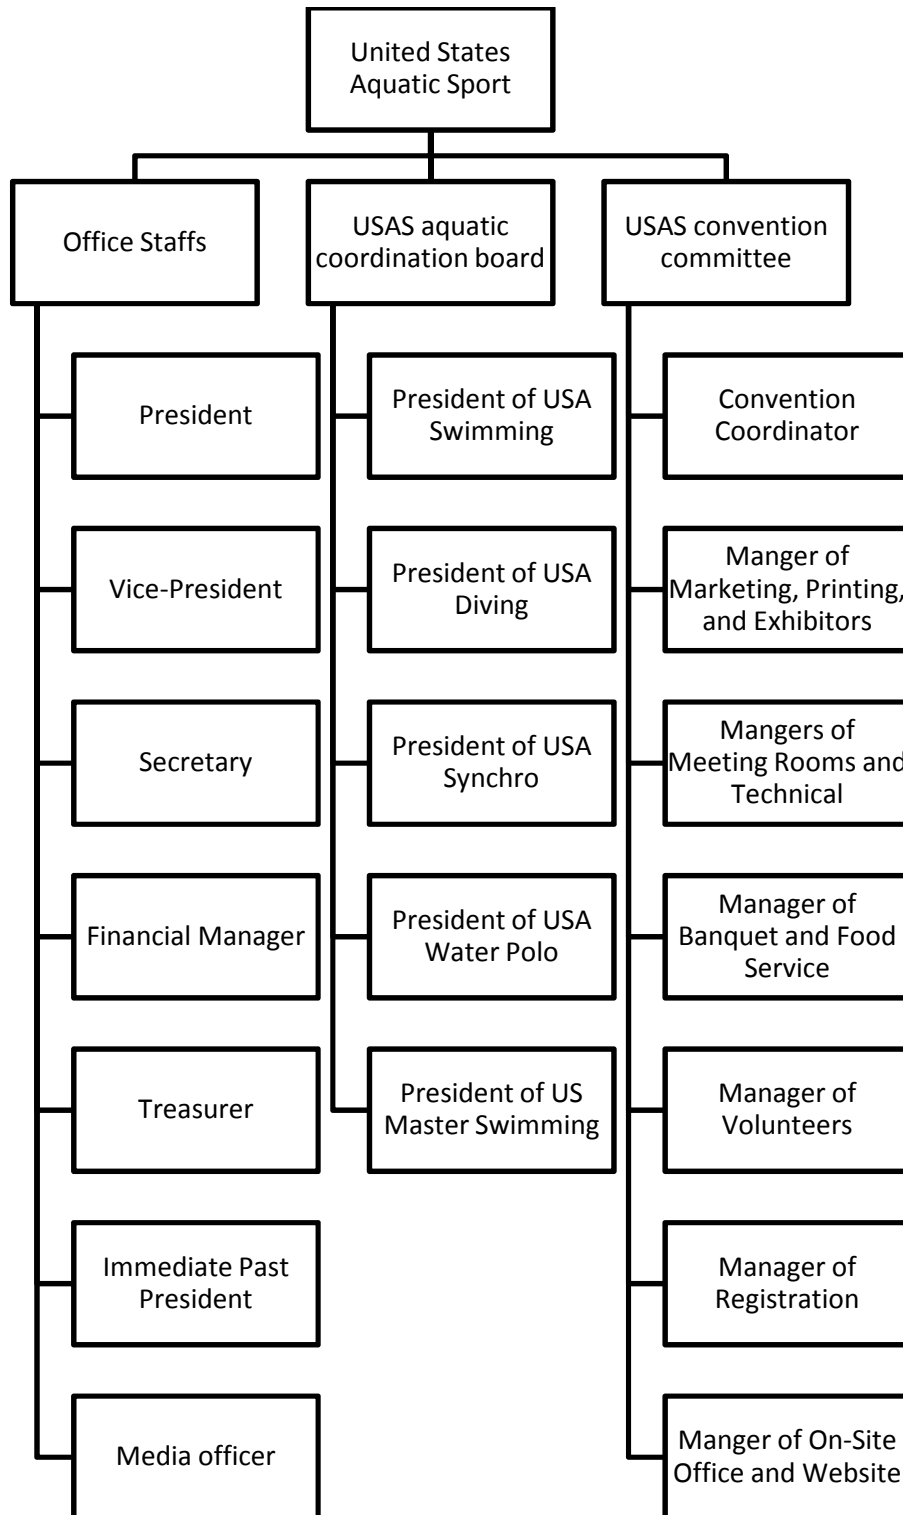 United States
Aquatic Sport
Office Staffs
USAS aquatic
coordination board
USAS convention
committee
President
Vice-President
Secretary
Financial Manager
Treasurer
Immediate Past
President
Media officer
President of USA
Swimming
President of USA
Diving
President of USA
Synchro
President of USA
Water Polo
President of US
Master Swimming
Convention
Coordinator
Manger of
Marketing, Printing,
and Exhibitors
Mangers of
Meeting Rooms and
Technical
Manager of
Banquet and Food
Service
Manager of
Volunteers
Manager of
Registration
Manger of On-Site
Office and Website